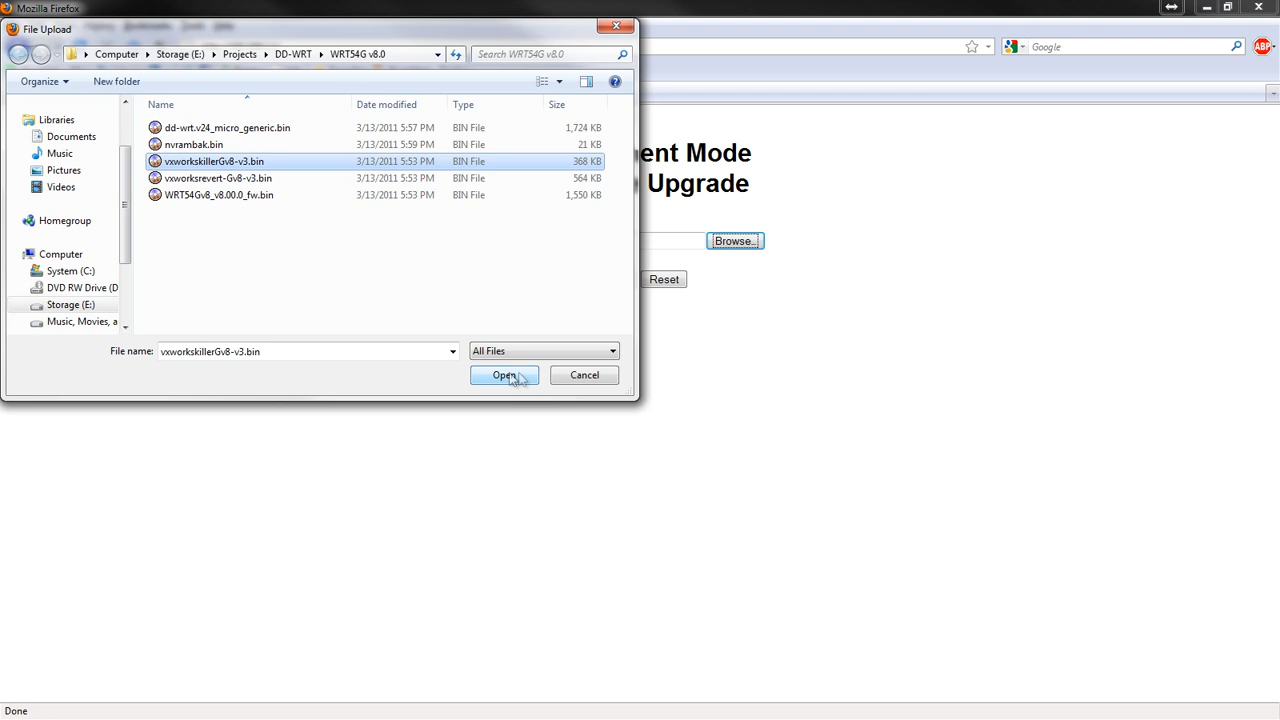 Mozilla Firefox
File Upload
Computer Storage (E:) Projects DD-WRT WRT54G v8.0
Search WRT54G v8.0
Google
ABP
Organize
New folder
Name Date modified Type Size
Libraries
Documents
Music
Pictures
Videos
Homegroup
Computer
System (C:)
DVD RW Drive (D
Storage (E:)
Music, Movies, a
dd-wrt.v24_micro_generic.bin 3/13/2011 5:57 PM BIN File 1,724 KB
nvrambak.bin 3/13/2011 5:59 PM BIN File 21 KB
vxworkskillerGv8-v3.bin 3/13/2011 5:53 PM BIN File 368 KB
vxworksrevert-Gv8-v3.bin 3/13/2011 5:53 PM BIN File 564 KB
WRT54Gv8_v8.00.0_fw.bin 3/13/2011 5:53 PM BIN File 1,550 KB
File name: vxworkskillerGv8-v3.bin
All Files
Open
Cancel
ent Mode
Upgrade
Browse...
Reset
Done